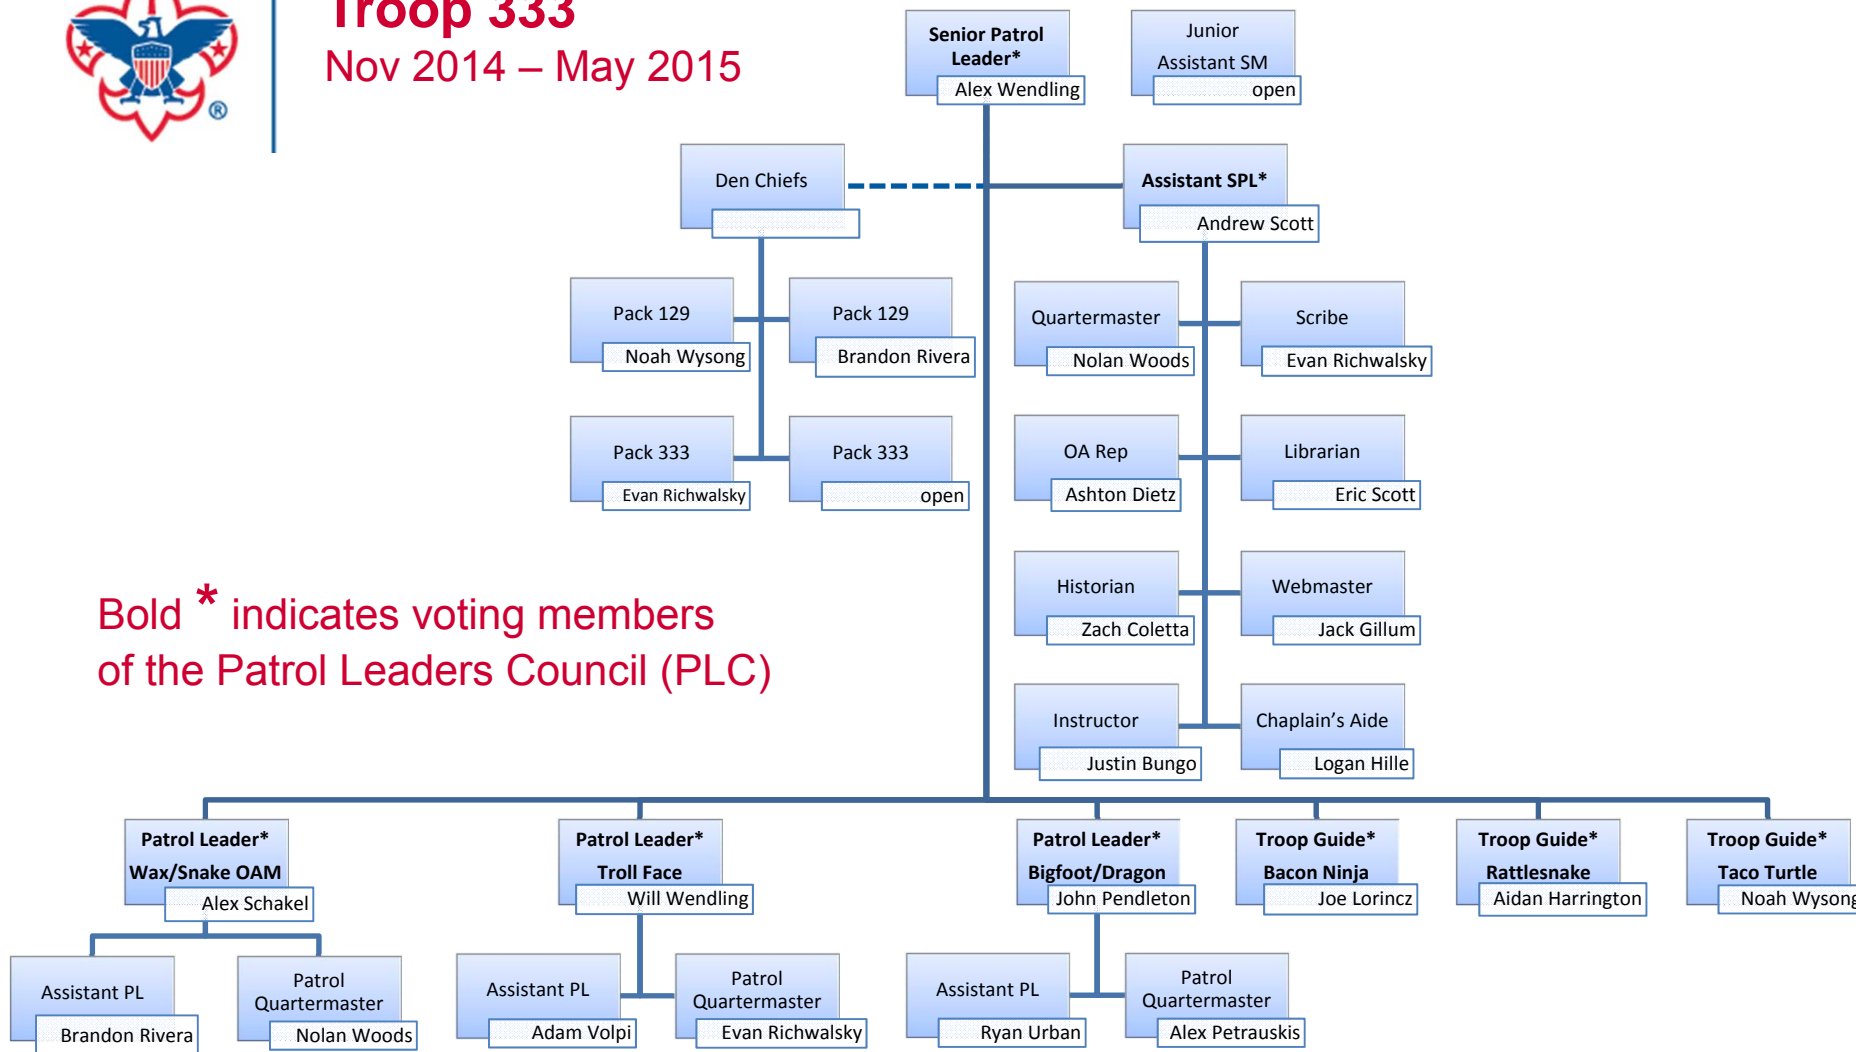 Troop 333
Nov 2014 – May 2015
®
Senior Patrol
Leader*
Alex Wendling
Junior
Assistant SM
open
Den Chiefs
Assistant SPL*
Andrew Scott
Pack 129
Noah Wysong
Pack 129
Brandon Rivera
Quartermaster
Nolan Woods
Scribe
Evan Richwalsky
Pack 333
Evan Richwalsky
Pack 333
open
OA Rep
Ashton Dietz
Librarian
Eric Scott
Historian
Zach Coletta
Webmaster
Jack Gillum
Bold * indicates voting members
of the Patrol Leaders Council (PLC)
Instructor
Justin Bungo
Chaplain’s Aide
Logan Hille
Patrol Leader*
Wax/Snake OAM
Alex Schakel
Patrol Leader*
Troll Face
Will Wendling
Patrol Leader*
Bigfoot/Dragon
John Pendleton
Troop Guide*
Bacon Ninja
Joe Lorincz
Troop Guide*
Rattlesnake
Aidan Harrington
Troop Guide*
Taco Turtle
Noah Wysong
Assistant PL
Brandon Rivera
Patrol
Quartermaster
Nolan Woods
Assistant PL
Adam Volpi
Patrol
Quartermaster
Evan Richwalsky
Assistant PL
Ryan Urban
Patrol
Quartermaster
Alex Petrauskis